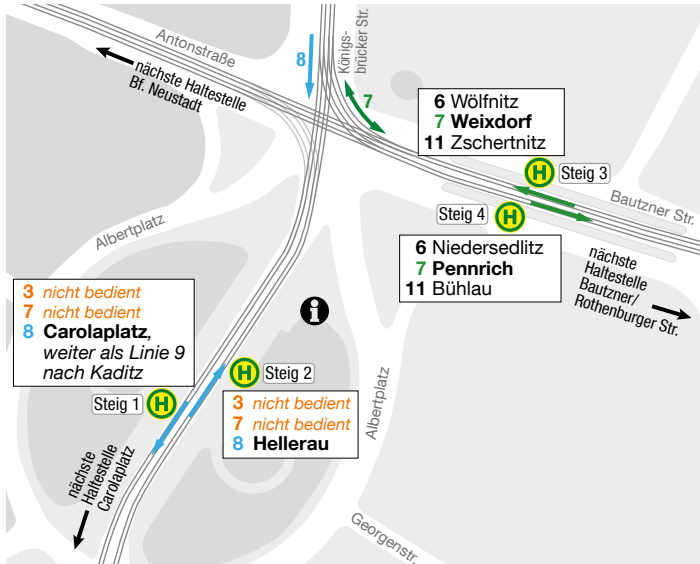 Antonstraße
nächste Haltestelle
Bf. Neustadt
8
Königs-
brücker Str.
7
6 Wölfnitz
7 Weixdorf
11 Zschertnitz
H Steig 3
Bautzner Str.
Steig 4 H
6 Niedersedlitz
7 Pennrich
11 Bühlau
nächste
Haltestelle
Bautzner/
Rothenburger Str.
Albertplatz
3 nicht bedient
7 nicht bedient
8 Carolaplatz,
weiter als Linie 9
nach Kaditz
i
Steig 1 H
H Steig 2
3 nicht bedient
7 nicht bedient
8 Hellerau
Albertplatz
nächste
Haltestelle
Carolaplatz
Georgenstr.